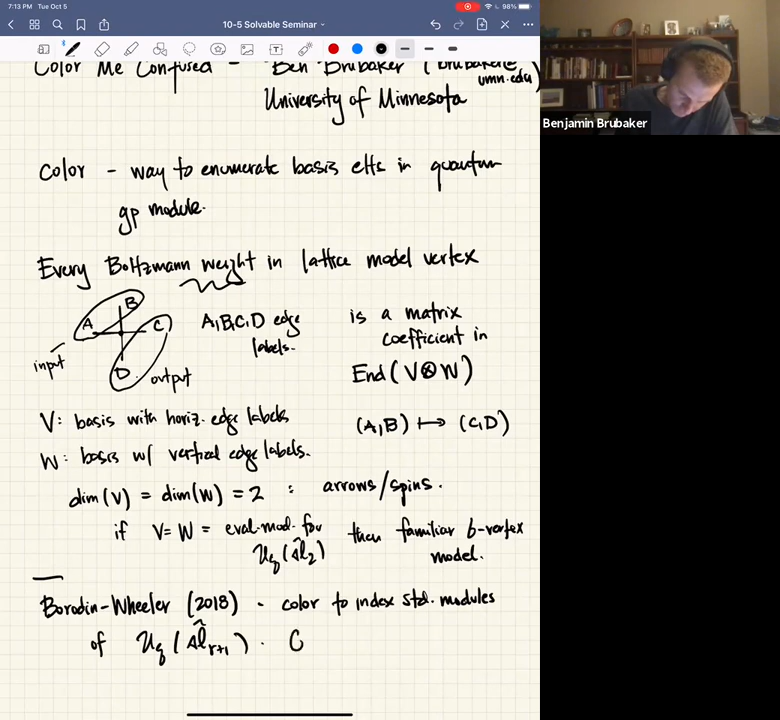 7:13 PM Tue Oct 5
98%
10-5 Solvable Seminar
Color Me Confused - Ben Brubaker (brubaker@
umn.edu)
University of Minnesota
Color - way to enumerate basis elts in quantum
gp module.
Every Boltzmann weight in lattice model vertex
A B C D
input
output
A,B,C,D edge
labels.
is a matrix
coefficient in
End(V⊗W)
V: basis with horiz. edge labels
(A,B) ↦ (C,D)
W: basis w/ vertical edge labels.
dim(V) = dim(W) = 2 : arrows/spins.
if V=W = eval. mod. for
U_q(ŝl_2)
then familiar 6-vertex
model.
Borodin-Wheeler (2018) - color to index std. modules
of U_q(ŝl_{r+1}). C
Benjamin Brubaker